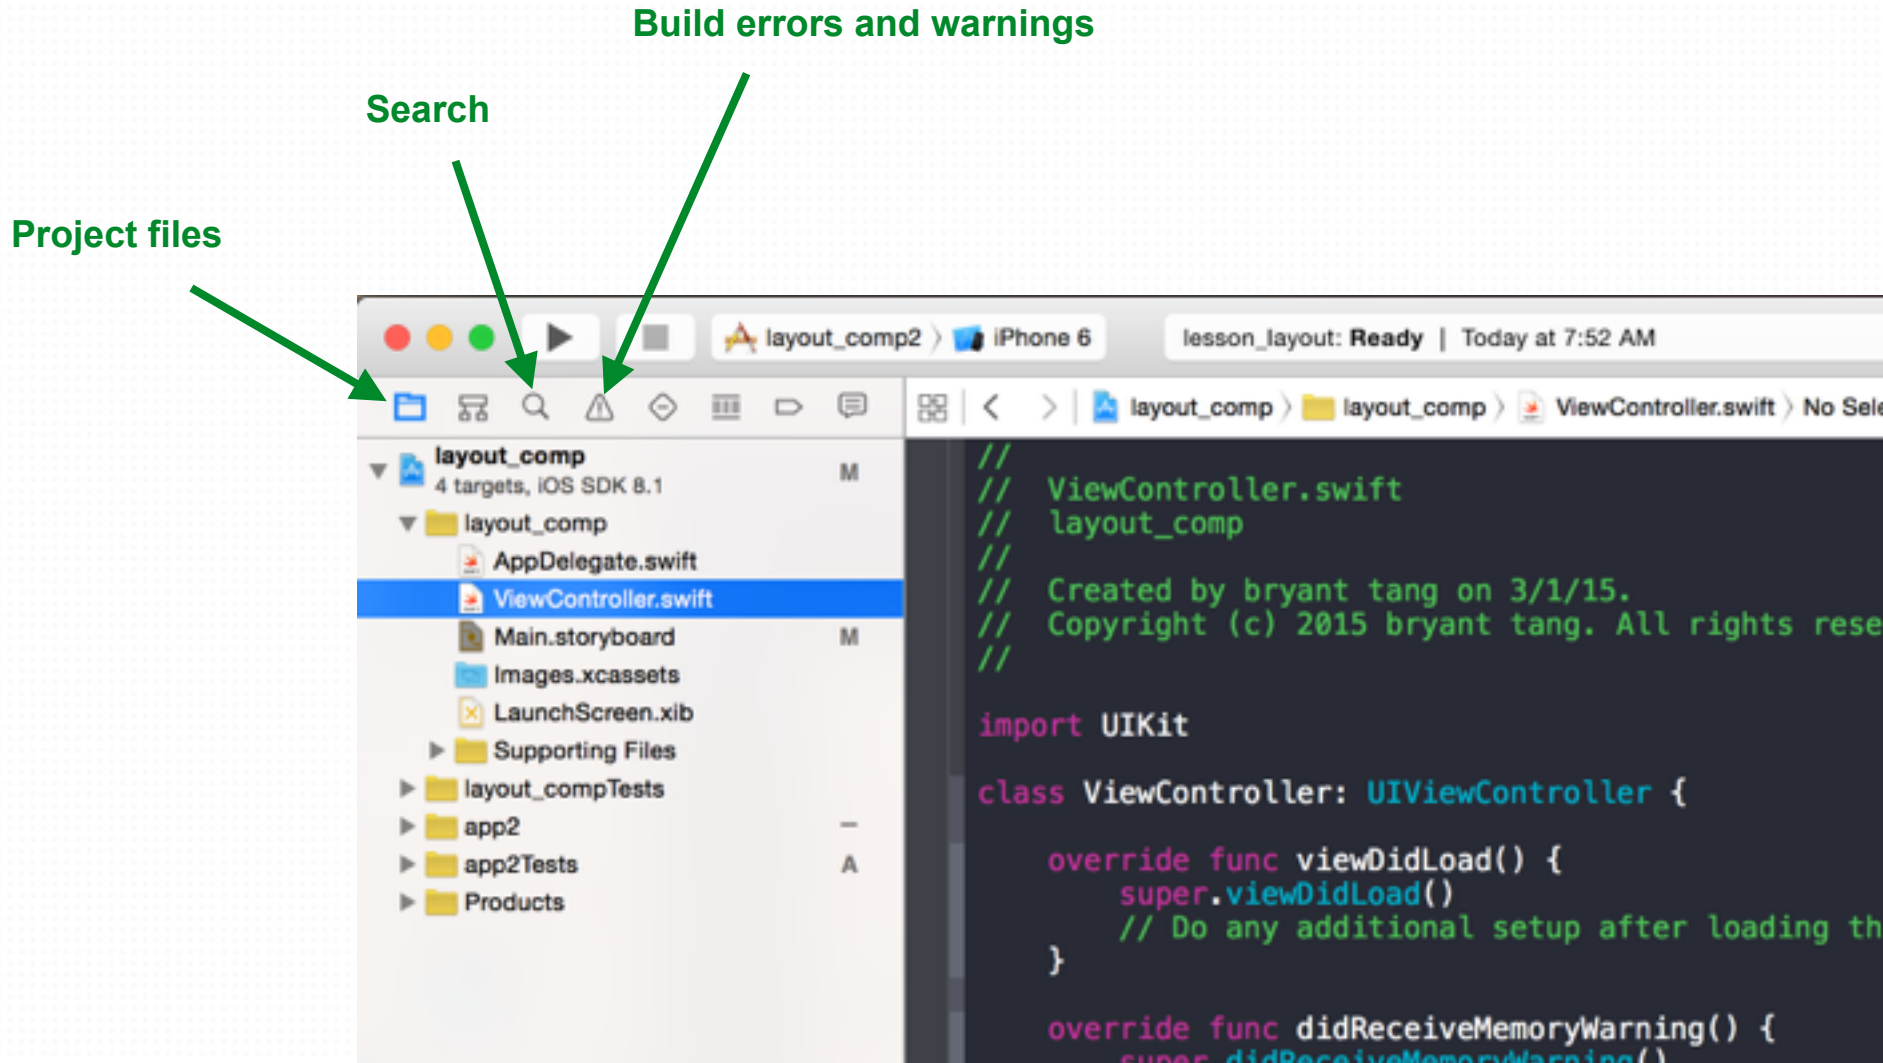 Build errors and warnings
Search
Project files
layout_comp2 〉 iPhone 6
lesson_layout: Ready | Today at 7:52 AM
layout_comp 〉 layout_comp 〉 ViewController.swift 〉 No Sele
layout_comp M
4 targets, iOS SDK 8.1
layout_comp
AppDelegate.swift
ViewController.swift
Main.storyboard M
Images.xcassets
LaunchScreen.xib
Supporting Files
layout_compTests
app2 –
app2Tests A
Products
//
// ViewController.swift
// layout_comp
//
// Created by bryant tang on 3/1/15.
// Copyright (c) 2015 bryant tang. All rights rese
//
import UIKit
class ViewController: UIViewController {
override func viewDidLoad() {
super.viewDidLoad()
// Do any additional setup after loading th
}
override func didReceiveMemoryWarning() {
super.didReceiveMemoryWarning()